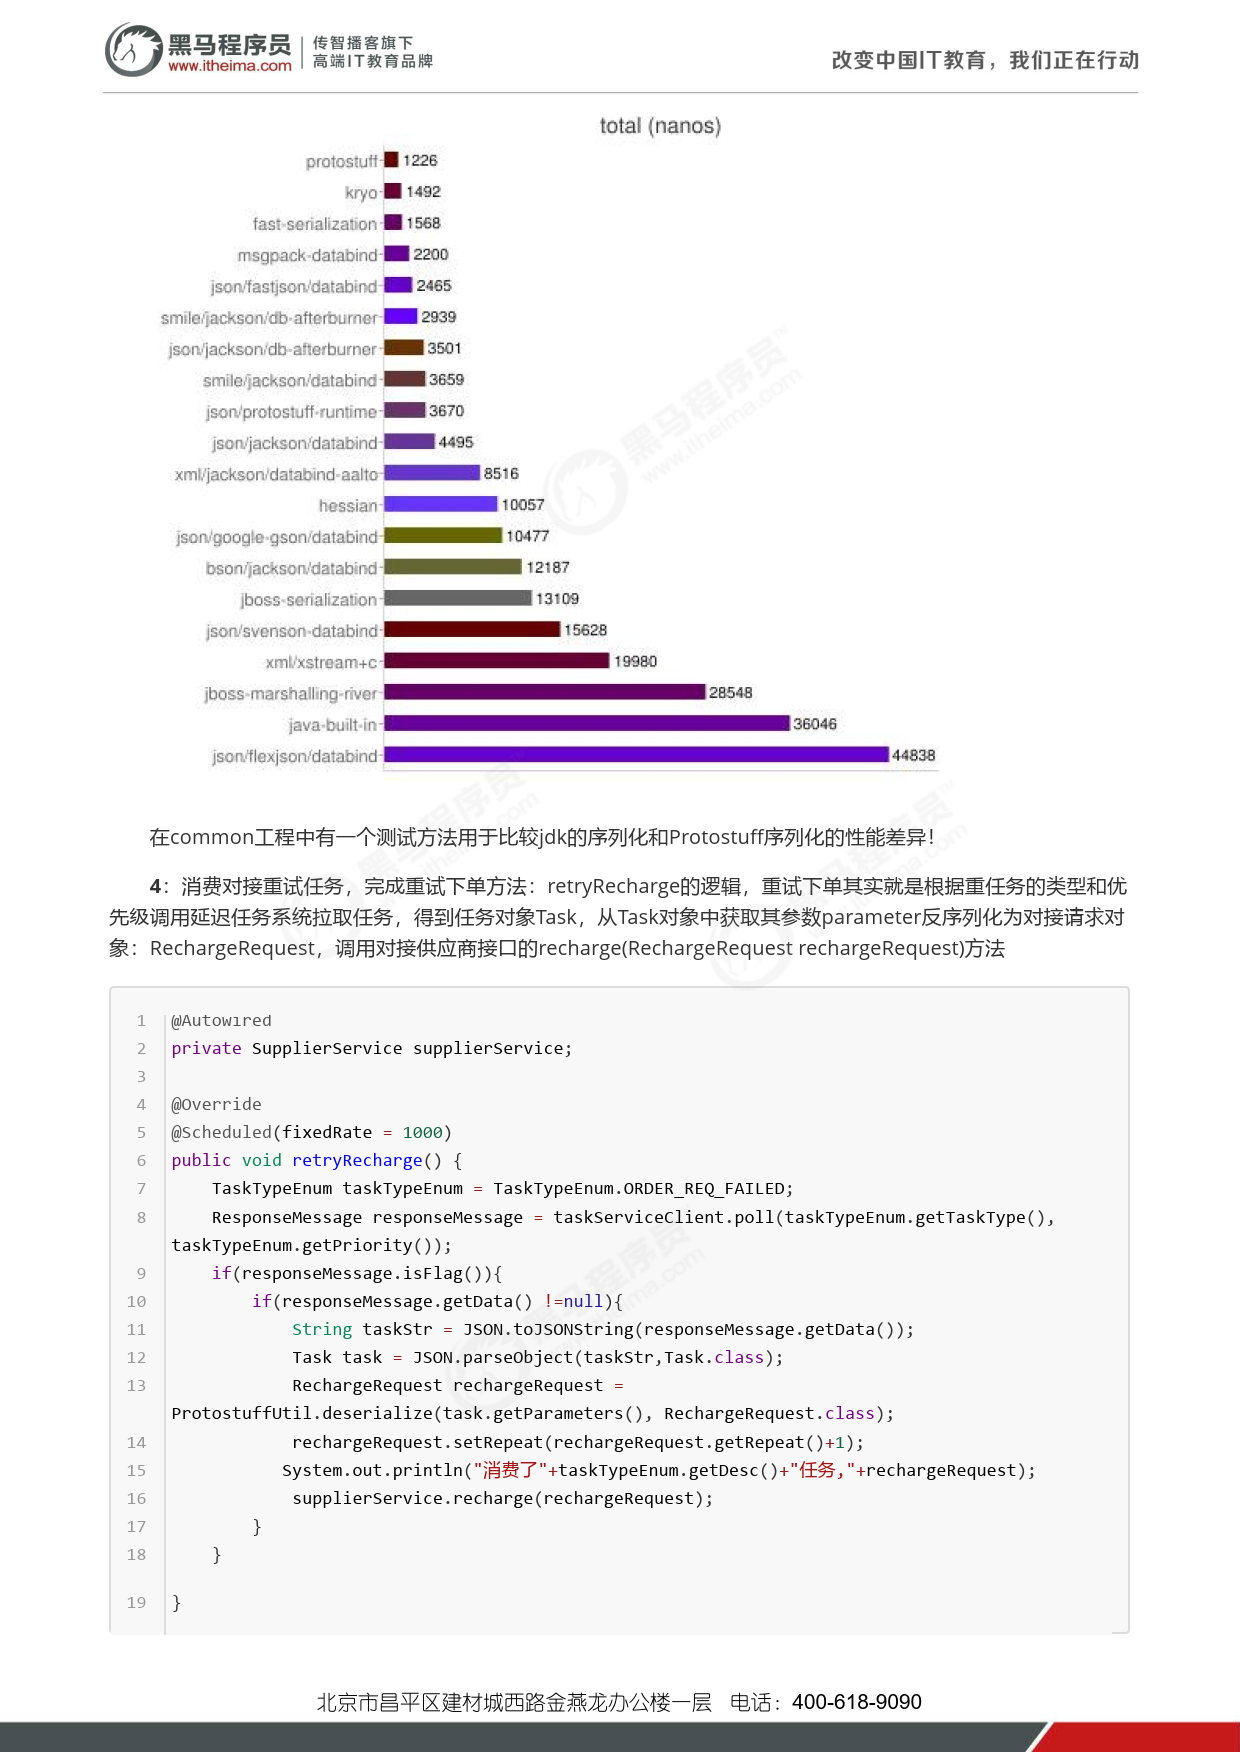 黑马程序员
www.itheima.com
传智播客旗下
高端IT教育品牌
改变中国IT教育，我们正在行动
total (nanos)
protostuff 1226
kryo 1492
fast-serialization 1568
msgpack-databind 2200
json/fastjson/databind 2465
smile/jackson/db-afterburner 2939
json/jackson/db-afterburner 3501
smile/jackson/databind 3659
json/protostuff-runtime 3670
json/jackson/databind 4495
xml/jackson/databind-aalto 8516
hessian 10057
json/google-gson/databind 10477
bson/jackson/databind 12187
jboss-serialization 13109
json/svenson-databind 15628
xml/xstream+c 19980
jboss-marshalling-river 28548
java-built-in 36046
json/flexjson/databind 44838
在common工程中有一个测试方法用于比较jdk的序列化和Protostuff序列化的性能差异！
4：消费对接重试任务，完成重试下单方法：retryRecharge的逻辑，重试下单其实就是根据重任务的类型和优
先级调用延迟任务系统拉取任务，得到任务对象Task，从Task对象中获取其参数parameter反序列化为对接请求对
象：RechargeRequest，调用对接供应商接口的recharge(RechargeRequest rechargeRequest)方法
1 @Autowired
2 private SupplierService supplierService;
3
4 @Override
5 @Scheduled(fixedRate = 1000)
6 public void retryRecharge() {
7     TaskTypeEnum taskTypeEnum = TaskTypeEnum.ORDER_REQ_FAILED;
8     ResponseMessage responseMessage = taskServiceClient.poll(taskTypeEnum.getTaskType(),
taskTypeEnum.getPriority());
9     if(responseMessage.isFlag()){
10         if(responseMessage.getData() !=null){
11             String taskStr = JSON.toJSONString(responseMessage.getData());
12             Task task = JSON.parseObject(taskStr,Task.class);
13             RechargeRequest rechargeRequest =
ProtostuffUtil.deserialize(task.getParameters(), RechargeRequest.class);
14             rechargeRequest.setRepeat(rechargeRequest.getRepeat()+1);
15            System.out.println("消费了"+taskTypeEnum.getDesc()+"任务,"+rechargeRequest);
16             supplierService.recharge(rechargeRequest);
17         }
18     }
19 }
北京市昌平区建材城西路金燕龙办公楼一层 电话：400-618-9090